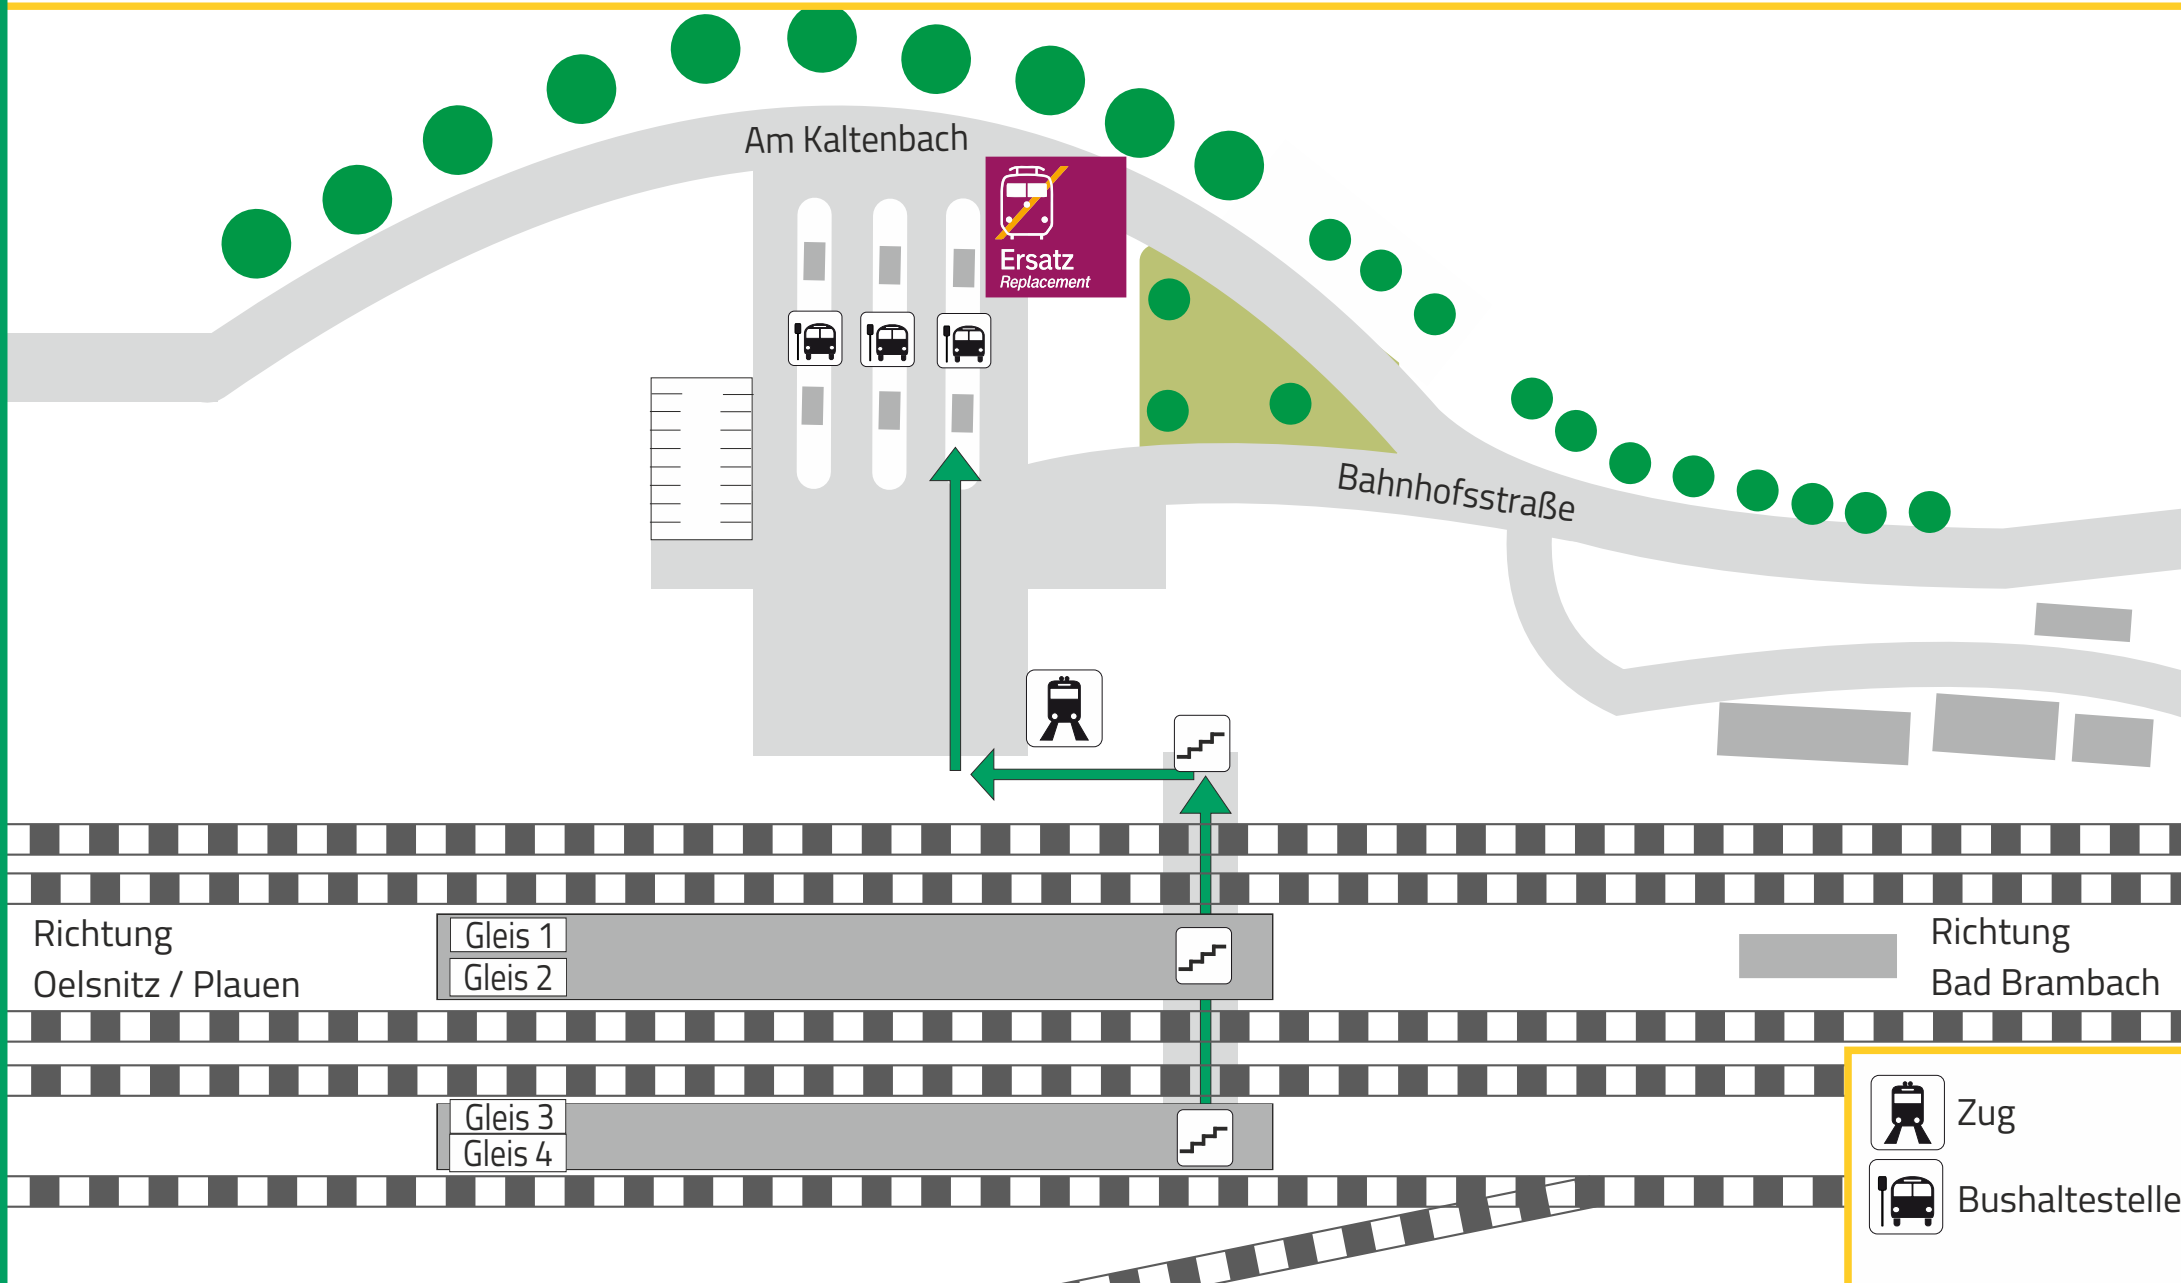 Am Kaltenbach
Ersatz
Replacement
Bahnhofsstraße
Richtung
Oelsnitz / Plauen
Gleis 1
Gleis 2
Richtung
Bad Brambach
Gleis 3
Gleis 4
Zug
Bushaltestelle